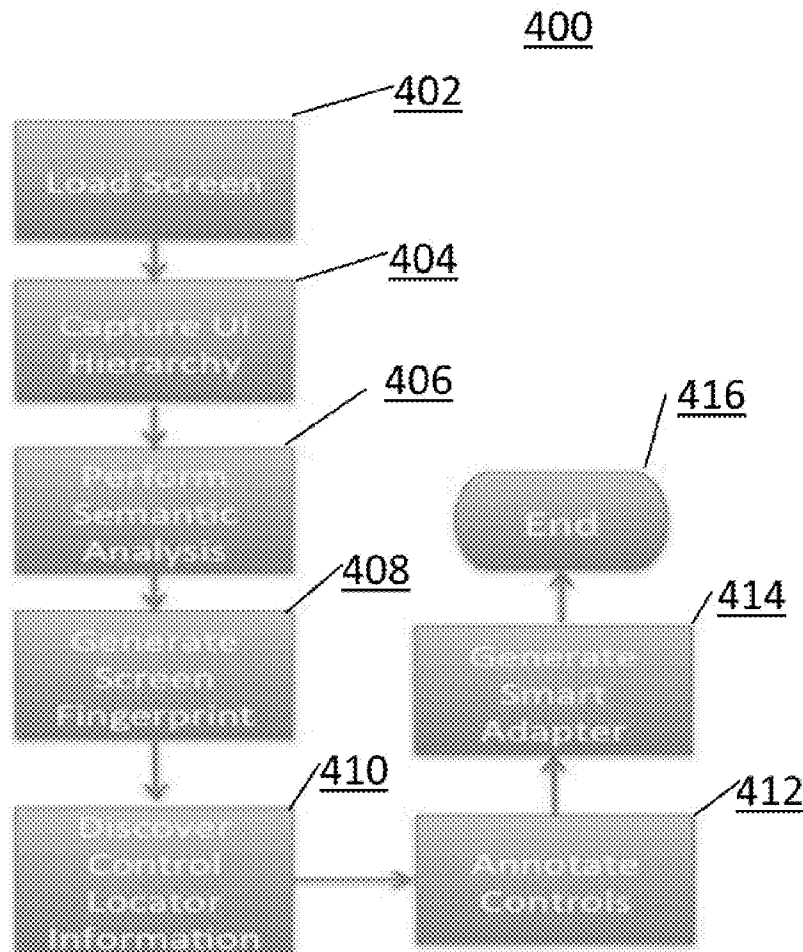 400
402
Load Screen
404
Capture UI
Hierarchy
406
Perform
Semantic
Analysis
408
Generate
Screen
Fingerprint
410
Discover
Control
Locator
Information
412
Annotate
Controls
414
Generate
Smart
Adapter
416
End